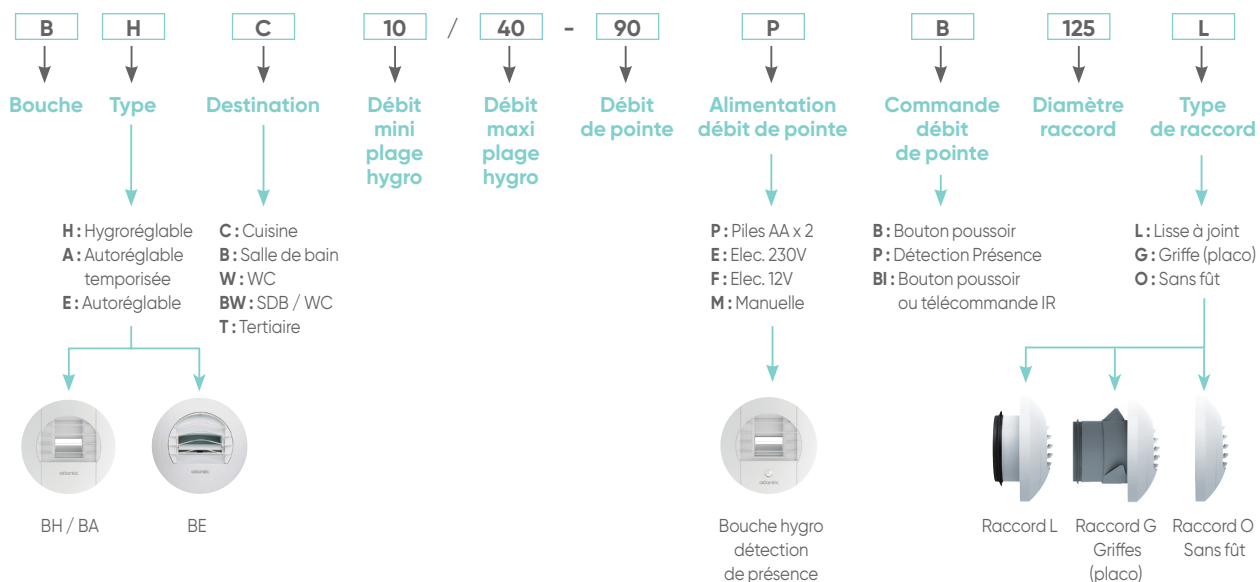 B H C 10 / 40 - 90 P B 125 L
Bouche
Type
Destination
Débit
mini
plage
hygro
Débit
maxi
plage
hygro
Débit
de pointe
Alimentation
débit de pointe
Commande
débit
de pointe
Diamètre
raccord
Type
de raccord
H : Hygroréglable
A : Autoréglable
temporisée
E : Autoréglable
C : Cuisine
B : Salle de bain
W : WC
BW : SDB / WC
T : Tertiaire
P : Piles AA x 2
E : Elec. 230V
F : Elec. 12V
M : Manuelle
B : Bouton poussoir
P : Détection Présence
BI : Bouton poussoir
ou télécommande IR
L : Lisse à joint
G : Griffe (placo)
O : Sans fût
atlantic
atlantic
atlantic
BH / BA
BE
Bouche hygro
détection
de présence
Raccord L
Raccord G
Griffes
(placo)
Raccord O
Sans fût